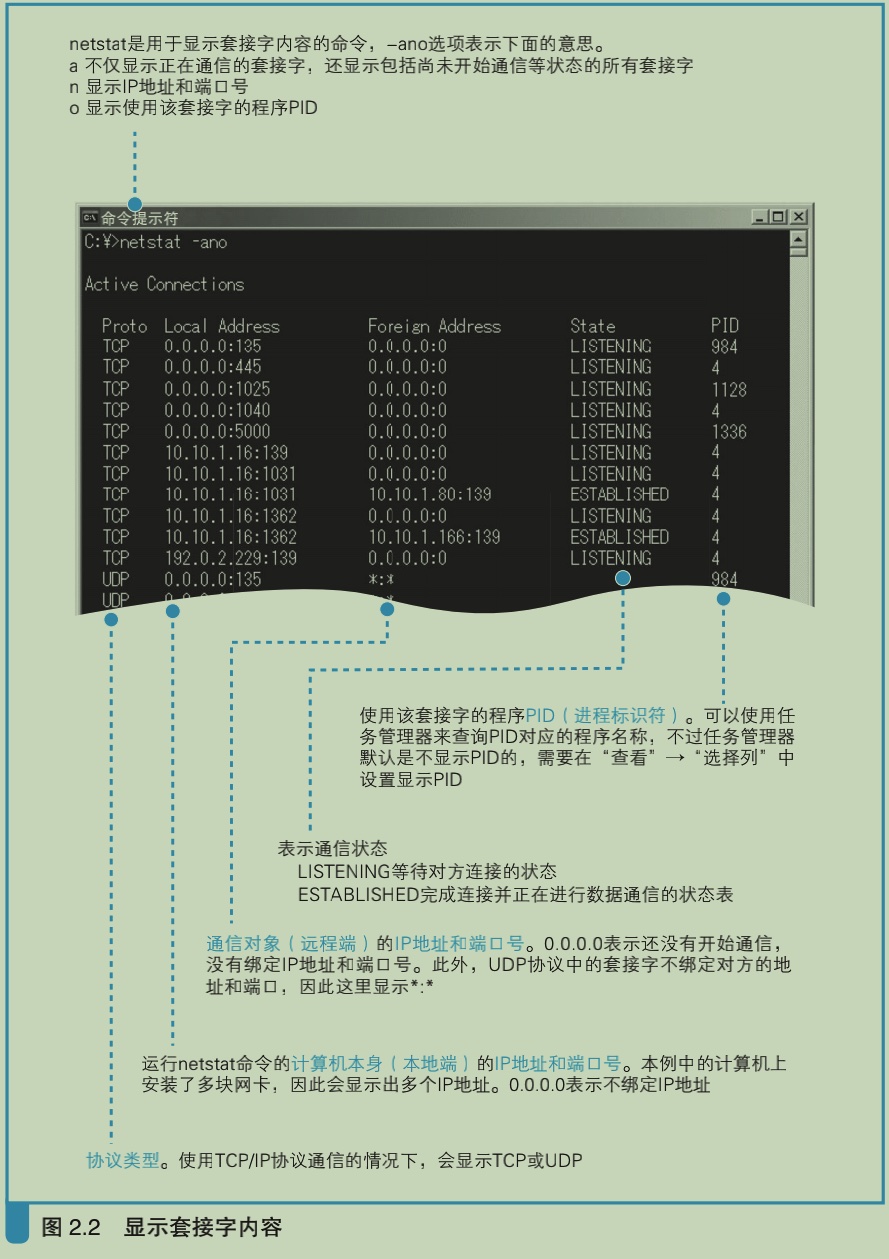 netstat是用于显示套接字内容的命令，–ano选项表示下面的意思。
a 不仅显示正在通信的套接字，还显示包括尚未开始通信等状态的所有套接字
n 显示IP地址和端口号
o 显示使用该套接字的程序PID
命令提示符
C:¥>netstat -ano
Active Connections
Proto Local Address Foreign Address State PID
TCP 0.0.0.0:135 0.0.0.0:0 LISTENING 984
TCP 0.0.0.0:445 0.0.0.0:0 LISTENING 4
TCP 0.0.0.0:1025 0.0.0.0:0 LISTENING 1128
TCP 0.0.0.0:1040 0.0.0.0:0 LISTENING 4
TCP 0.0.0.0:5000 0.0.0.0:0 LISTENING 1336
TCP 10.10.1.16:139 0.0.0.0:0 LISTENING 4
TCP 10.10.1.16:1031 0.0.0.0:0 LISTENING 4
TCP 10.10.1.16:1031 10.10.1.80:139 ESTABLISHED 4
TCP 10.10.1.16:1362 0.0.0.0:0 LISTENING 4
TCP 10.10.1.16:1362 10.10.1.166:139 ESTABLISHED 4
TCP 192.0.2.229:139 0.0.0.0:0 LISTENING 4
UDP 0.0.0.0:135 *:* 984
UDP
使用该套接字的程序PID（进程标识符）。可以使用任
务管理器来查询PID对应的程序名称，不过任务管理器
默认是不显示PID的，需要在“查看”→“选择列”中
设置显示PID
表示通信状态
LISTENING等待对方连接的状态
ESTABLISHED完成连接并正在进行数据通信的状态表
通信对象（远程端）的IP地址和端口号。0.0.0.0表示还没有开始通信，
没有绑定IP地址和端口号。此外，UDP协议中的套接字不绑定对方的地
址和端口，因此这里显示*:*
运行netstat命令的计算机本身（本地端）的IP地址和端口号。本例中的计算机上
安装了多块网卡，因此会显示出多个IP地址。0.0.0.0表示不绑定IP地址
协议类型。使用TCP/IP协议通信的情况下，会显示TCP或UDP
图 2.2 显示套接字内容